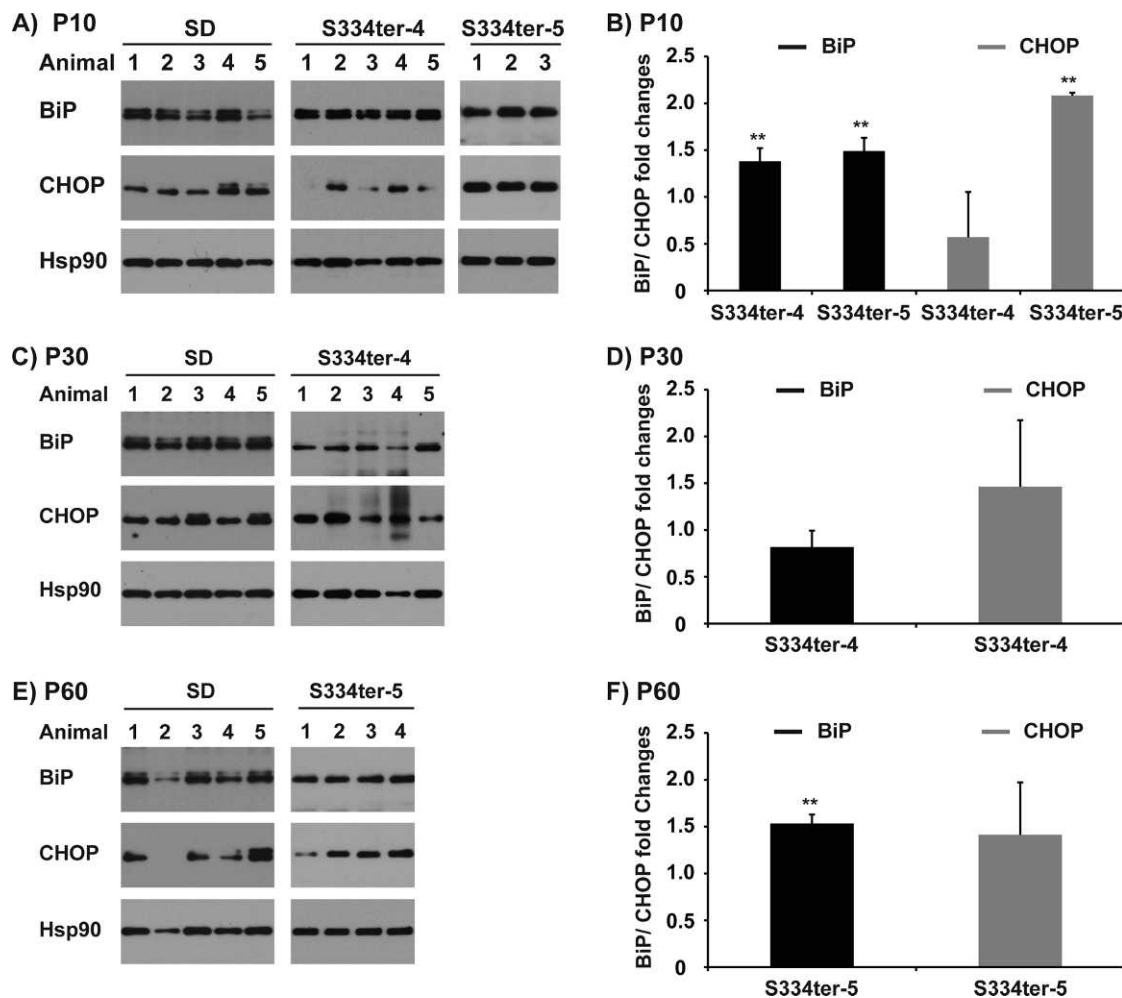 A) P10
SD
S334ter-4
S334ter-5
Animal 1 2 3 4 5 1 2 3 4 5 1 2 3
BiP
CHOP
Hsp90
B) P10
BiP CHOP
BiP/ CHOP fold changes
2.5
2.0
1.5
1.0
0.5
0
**
**
**
S334ter-4 S334ter-5 S334ter-4 S334ter-5
C) P30
SD
S334ter-4
Animal 1 2 3 4 5 1 2 3 4 5
BiP
CHOP
Hsp90
D) P30
BiP CHOP
BiP/ CHOP fold changes
2.5
2.0
1.5
1.0
0.5
0
S334ter-4 S334ter-4
E) P60
SD
S334ter-5
Animal 1 2 3 4 5 1 2 3 4
BiP
CHOP
Hsp90
F) P60
BiP CHOP
BiP/ CHOP fold Changes
2.5
2.0
1.5
1.0
0.5
0
**
S334ter-5 S334ter-5